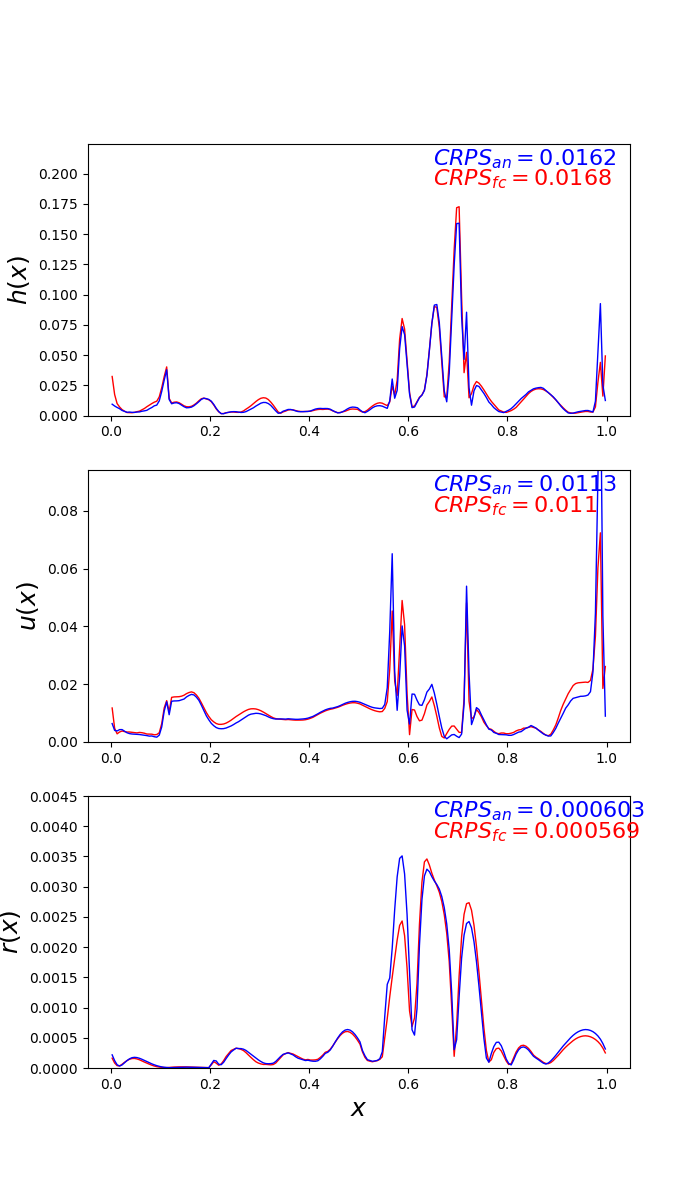 CRPS_an = 0.0162
CRPS_fc = 0.0168
0.200
0.175
0.150
0.125
0.100
0.075
0.050
0.025
0.000
h(x)
0.0 0.2 0.4 0.6 0.8 1.0
CRPS_an = 0.0113
CRPS_fc = 0.011
0.08
0.06
0.04
0.02
0.00
u(x)
0.0 0.2 0.4 0.6 0.8 1.0
CRPS_an = 0.000603
CRPS_fc = 0.000569
0.0045
0.0040
0.0035
0.0030
0.0025
0.0020
0.0015
0.0010
0.0005
0.0000
r(x)
0.0 0.2 0.4 0.6 0.8 1.0
x